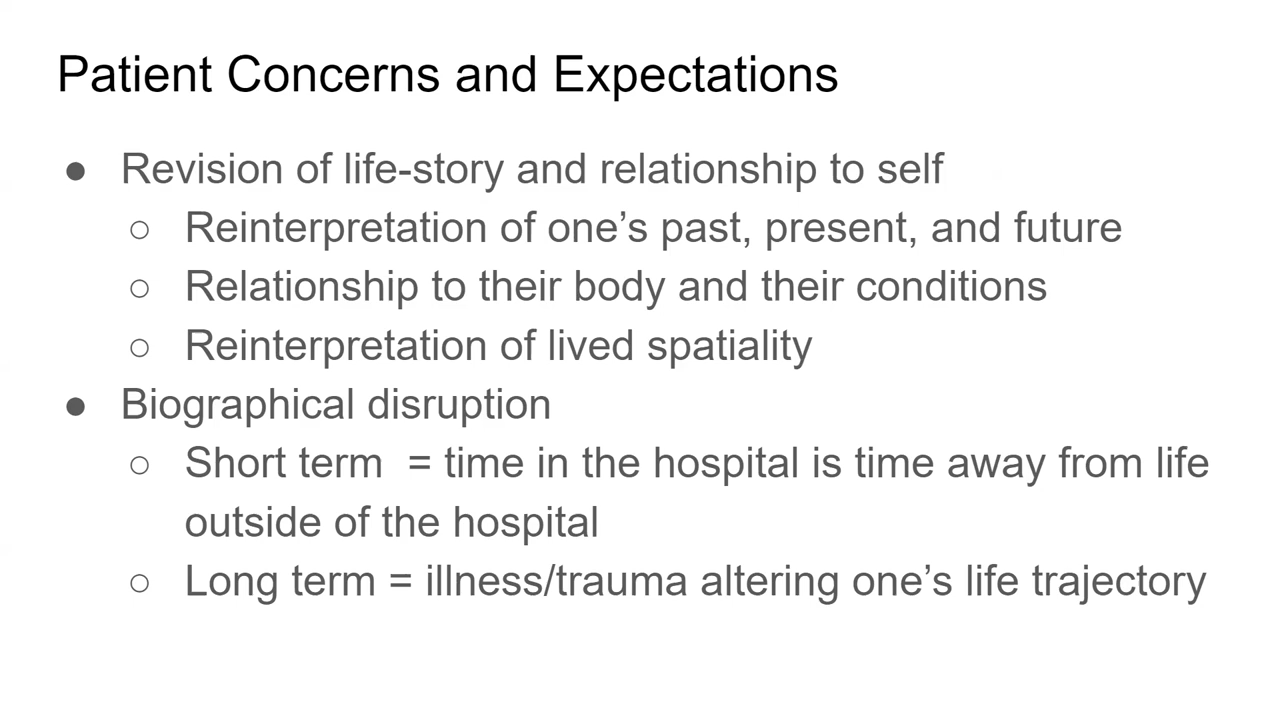 Patient Concerns and Expectations
● Revision of life-story and relationship to self
○ Reinterpretation of one’s past, present, and future
○ Relationship to their body and their conditions
○ Reinterpretation of lived spatiality
● Biographical disruption
○ Short term  = time in the hospital is time away from life
outside of the hospital
○ Long term = illness/trauma altering one’s life trajectory